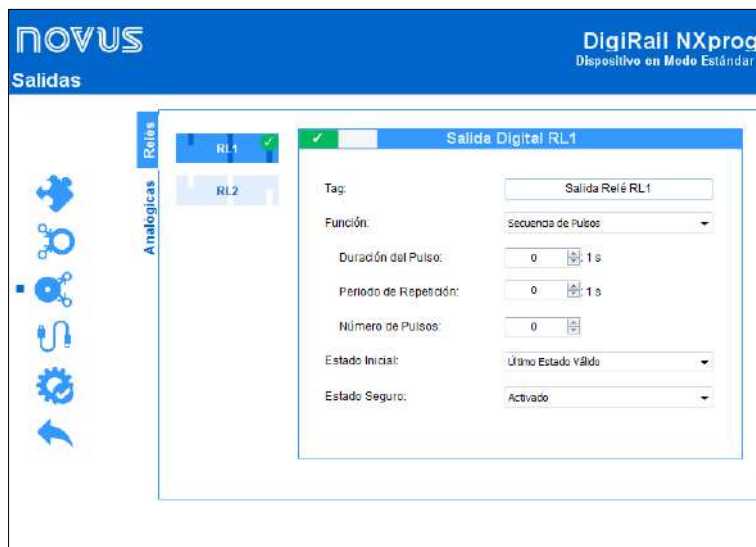 NOVUS
DigiRail NXprog
Dispositivo en Modo Estándar
Salidas
Relés
Analógicas
RL1
RL2
Salida Digital RL1
Tag: Salida Relé RL1
Función: Secuencia de Pulsos
Duración del Pulso: 0 : 1 s
Periodo de Repetición: 0 : 1 s
Número de Pulsos: 0
Estado Inicial: Último Estado Válido
Estado Seguro: Activado